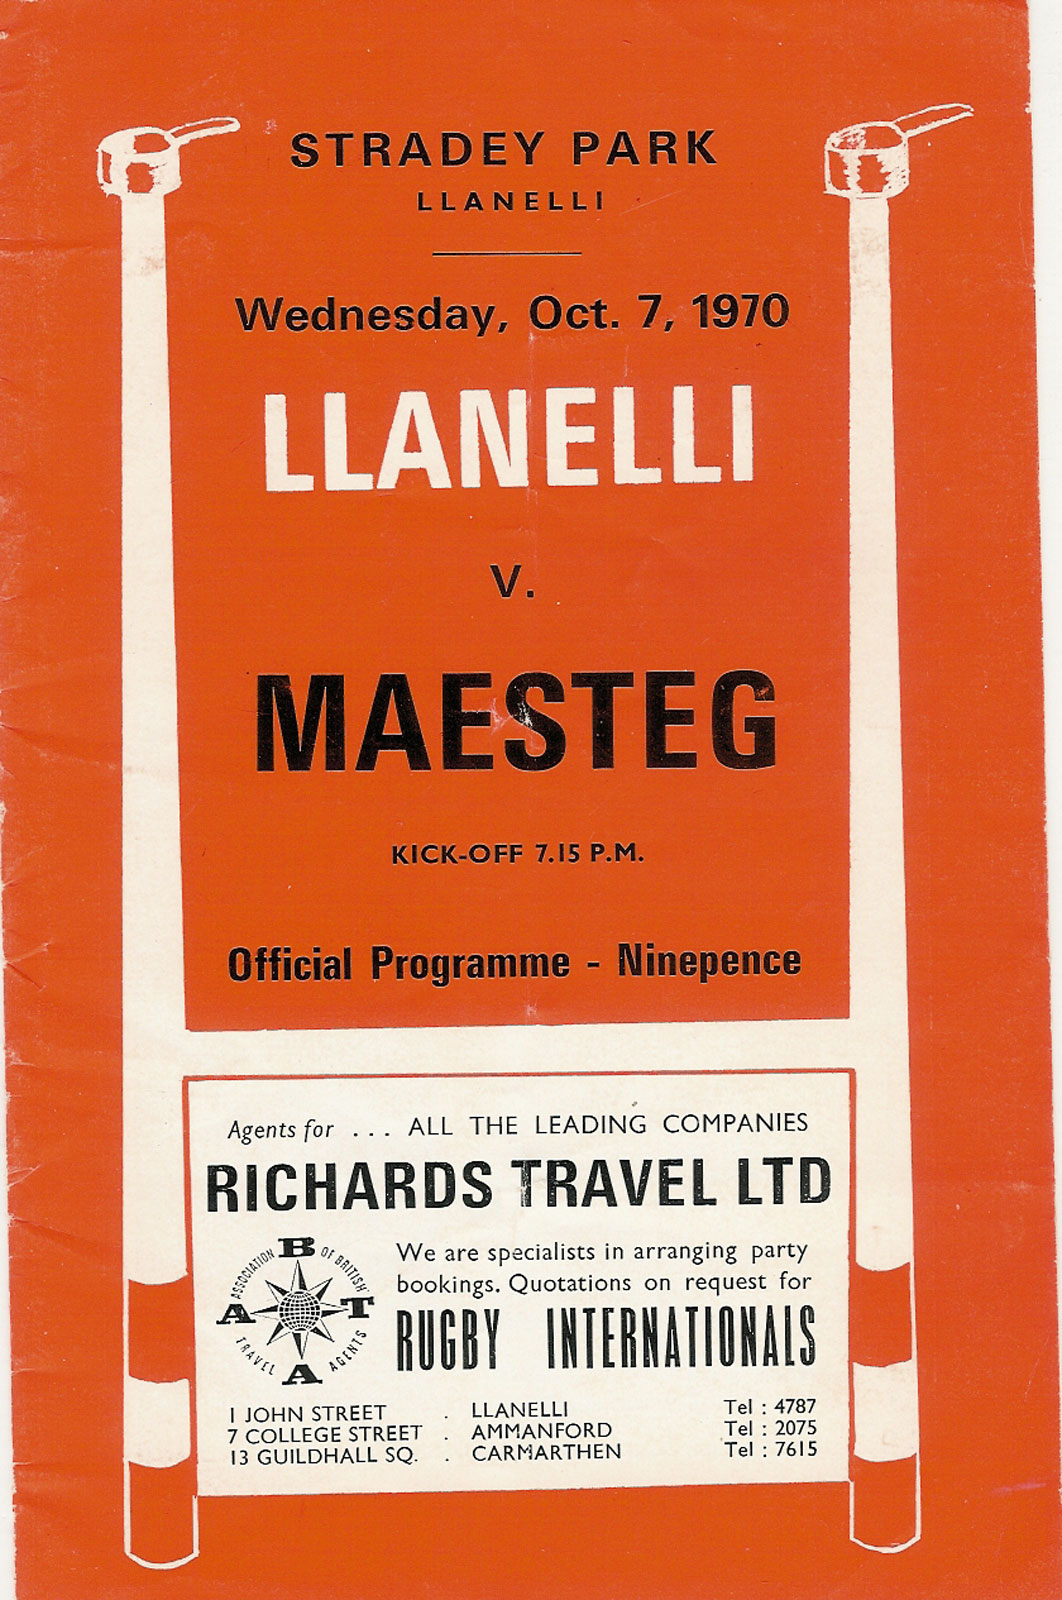 STRADEY PARK
LLANELLI
Wednesday, Oct. 7, 1970
LLANELLI
V.
MAESTEG
KICK-OFF 7.15 P.M.
Official Programme - Ninepence
Agents for ... ALL THE LEADING COMPANIES
RICHARDS TRAVEL LTD
ABTA
ASSOCIATION OF BRITISH TRAVEL AGENTS
We are specialists in arranging party
bookings. Quotations on request for
RUGBY INTERNATIONALS
1 JOHN STREET . LLANELLI Tel : 4787
7 COLLEGE STREET . AMMANFORD Tel : 2075
13 GUILDHALL SQ. . CARMARTHEN Tel : 7615